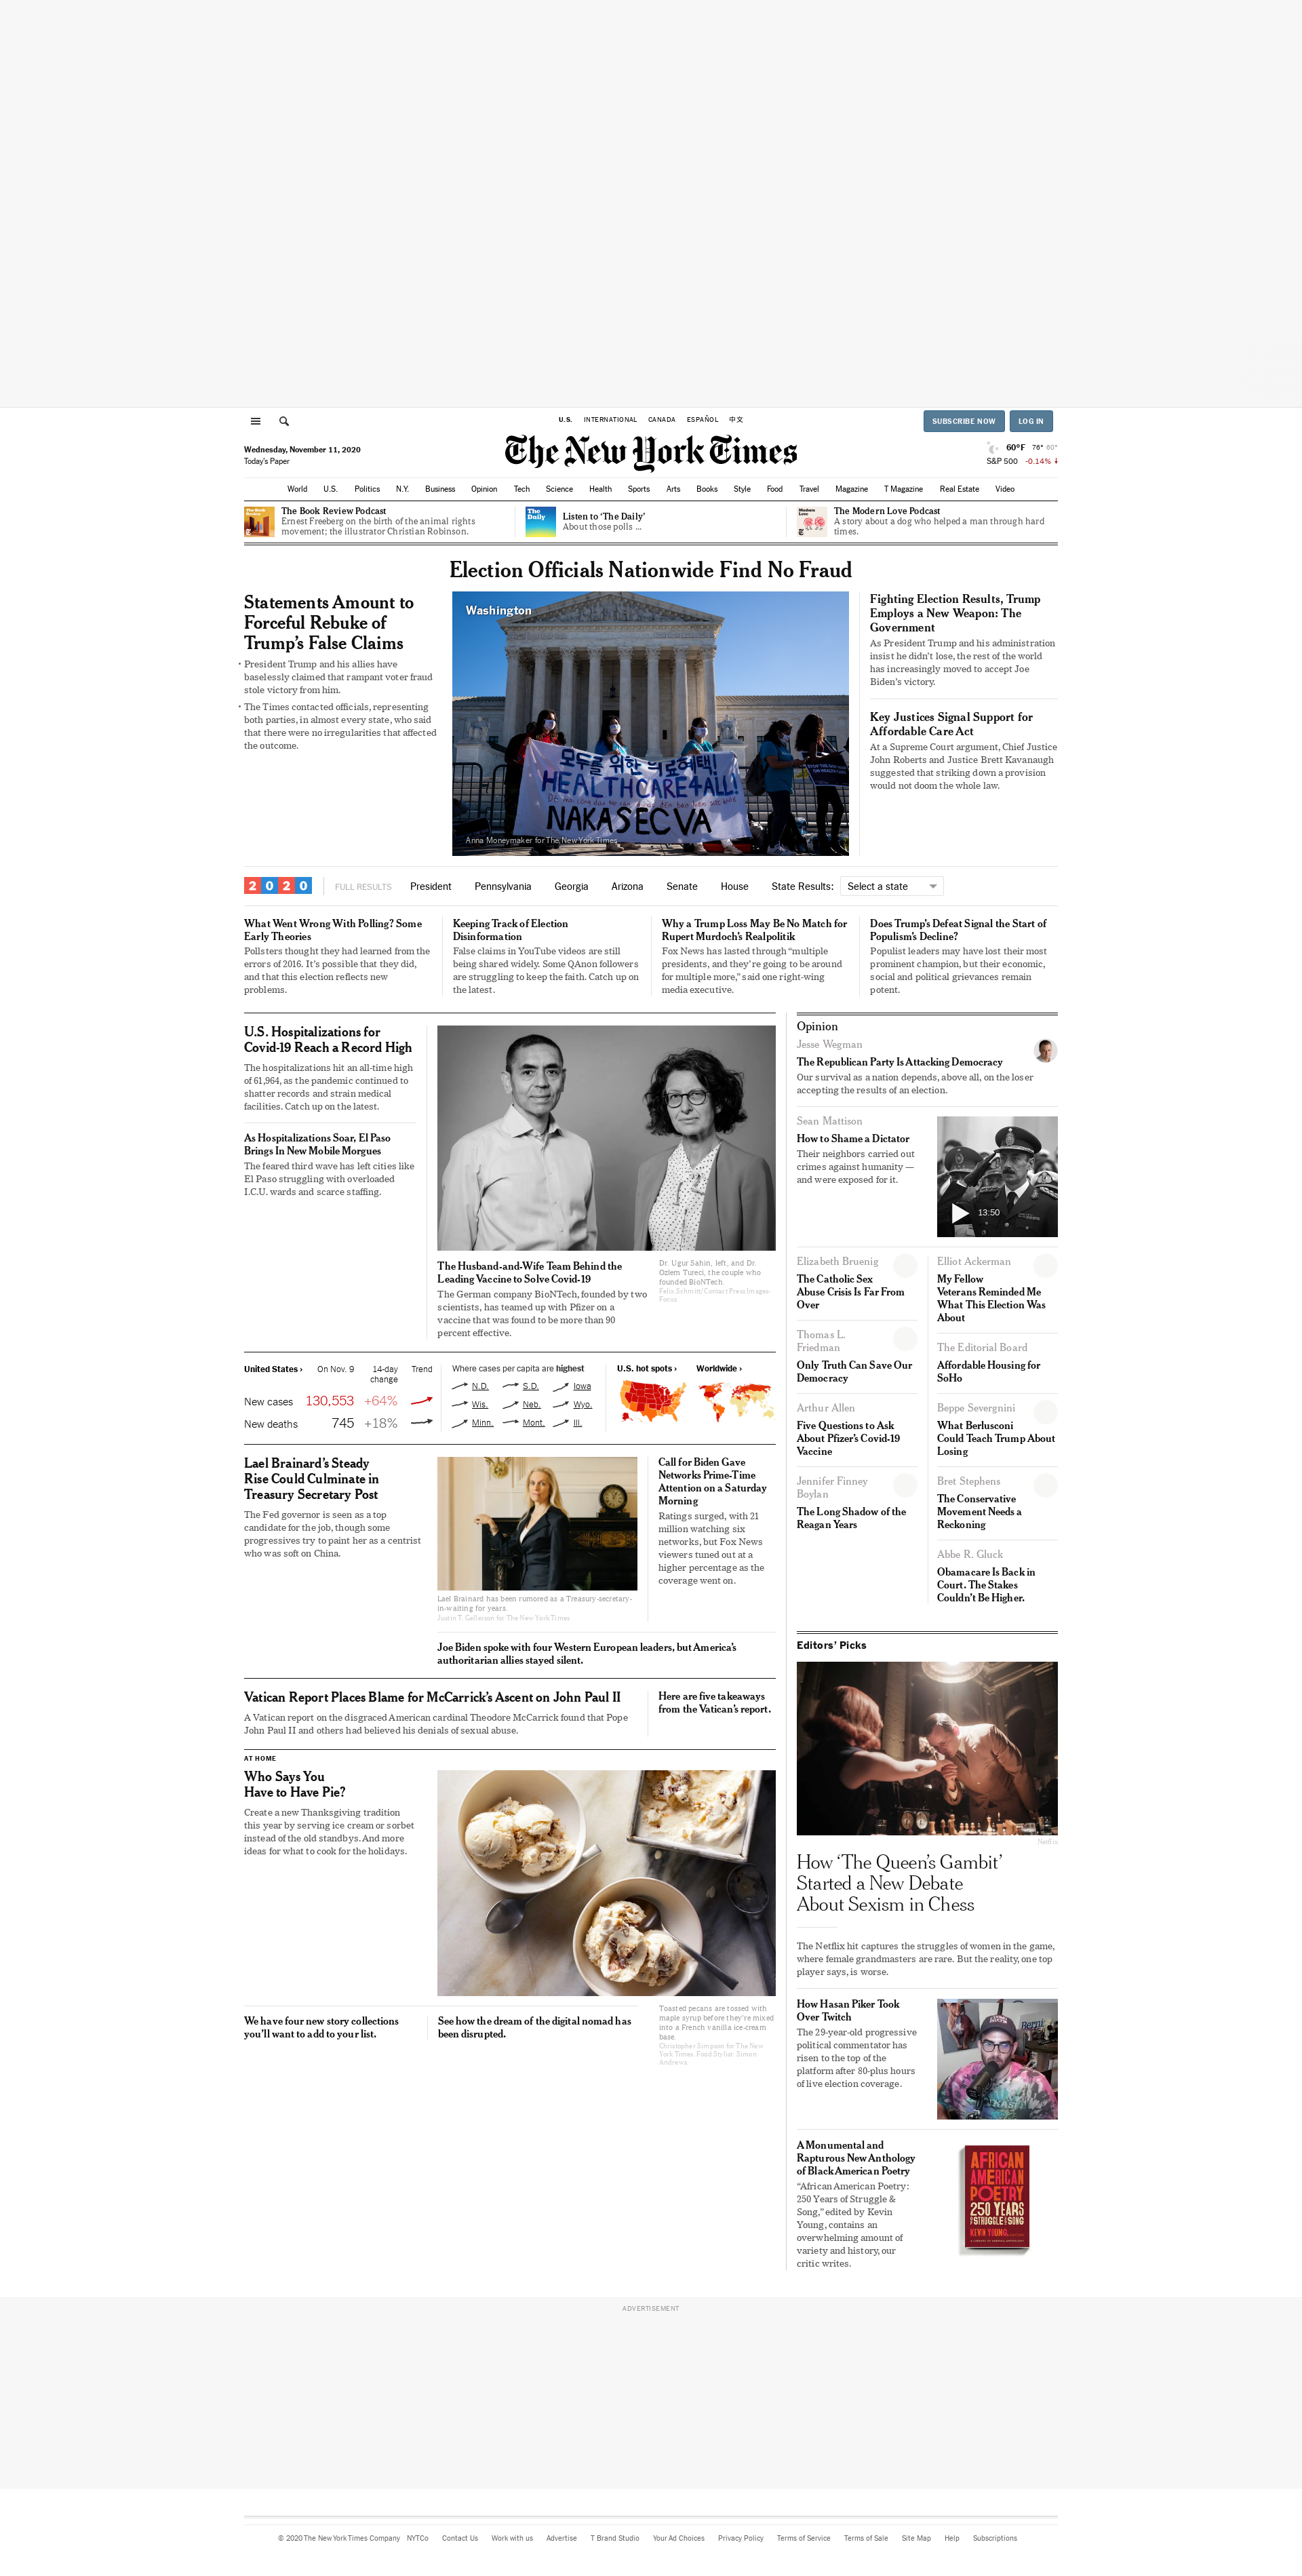 U.S. INTERNATIONAL CANADA ESPAÑOL 中文
SUBSCRIBE NOW LOG IN
Wednesday, November 11, 2020
Today's Paper
The New York Times
60°F 76° 60°
S&P 500 -0.14%
World U.S. Politics N.Y. Business Opinion Tech Science Health Sports Arts Books Style Food Travel Magazine T Magazine Real Estate Video
The Book Review
The Book Review Podcast
Ernest Freeberg on the birth of the animal rights
movement; the illustrator Christian Robinson.
The Daily
Listen to ‘The Daily’
About those polls ...
Modern Love
The Modern Love Podcast
A story about a dog who helped a man through hard
times.
Election Officials Nationwide Find No Fraud
Statements Amount to
Forceful Rebuke of
Trump’s False Claims
• President Trump and his allies have
baselessly claimed that rampant voter fraud
stole victory from him.
• The Times contacted officials, representing
both parties, in almost every state, who said
that there were no irregularities that affected
the outcome.
Washington
모두를 위한 의료혜택!
HEALTHCARE4ALL!
NAKASECVA
Anna Moneymaker for The New York Times
Fighting Election Results, Trump
Employs a New Weapon: The
Government
As President Trump and his administration
insist he didn’t lose, the rest of the world
has increasingly moved to accept Joe
Biden’s victory.
Key Justices Signal Support for
Affordable Care Act
At a Supreme Court argument, Chief Justice
John Roberts and Justice Brett Kavanaugh
suggested that striking down a provision
would not doom the whole law.
2020 FULL RESULTS President Pennsylvania Georgia Arizona Senate House State Results: Select a state
What Went Wrong With Polling? Some
Early Theories
Pollsters thought they had learned from the
errors of 2016. It’s possible that they did,
and that this election reflects new
problems.
Keeping Track of Election
Disinformation
False claims in YouTube videos are still
being shared widely. Some QAnon followers
are struggling to keep the faith. Catch up on
the latest.
Why a Trump Loss May Be No Match for
Rupert Murdoch’s Realpolitik
Fox News has lasted through “multiple
presidents, and they’re going to be around
for multiple more,” said one right-wing
media executive.
Does Trump’s Defeat Signal the Start of
Populism’s Decline?
Populist leaders may have lost their most
prominent champion, but their economic,
social and political grievances remain
potent.
U.S. Hospitalizations for
Covid-19 Reach a Record High
The hospitalizations hit an all-time high
of 61,964, as the pandemic continued to
shatter records and strain medical
facilities. Catch up on the latest.
As Hospitalizations Soar, El Paso
Brings In New Mobile Morgues
The feared third wave has left cities like
El Paso struggling with overloaded
I.C.U. wards and scarce staffing.
The Husband-and-Wife Team Behind the
Leading Vaccine to Solve Covid-19
The German company BioNTech, founded by two
scientists, has teamed up with Pfizer on a
vaccine that was found to be more than 90
percent effective.
Dr. Ugur Sahin, left, and Dr.
Ozlem Tureci, the couple who
founded BioNTech.
Felix Schmitt/Contact Press Images-
Focus
United States › On Nov. 9 14-day change Trend
New cases 130,553 +64%
New deaths 745 +18%
Where cases per capita are highest
N.D. S.D. Iowa
Wis. Neb. Wyo.
Minn. Mont. Ill.
U.S. hot spots › Worldwide ›
Lael Brainard’s Steady
Rise Could Culminate in
Treasury Secretary Post
The Fed governor is seen as a top
candidate for the job, though some
progressives try to paint her as a centrist
who was soft on China.
Lael Brainard has been rumored as a Treasury-secretary-
in-waiting for years.
Justin T. Gellerson for The New York Times
Call for Biden Gave
Networks Prime-Time
Attention on a Saturday
Morning
Ratings surged, with 21
million watching six
networks, but Fox News
viewers tuned out at a
higher percentage as the
coverage went on.
Joe Biden spoke with four Western European leaders, but America’s
authoritarian allies stayed silent.
Vatican Report Places Blame for McCarrick’s Ascent on John Paul II
A Vatican report on the disgraced American cardinal Theodore McCarrick found that Pope
John Paul II and others had believed his denials of sexual abuse.
Here are five takeaways
from the Vatican’s report.
AT HOME
Who Says You
Have to Have Pie?
Create a new Thanksgiving tradition
this year by serving ice cream or sorbet
instead of the old standbys. And more
ideas for what to cook for the holidays.
Toasted pecans are tossed with
maple syrup before they’re mixed
into a French vanilla ice-cream
base.
Christopher Simpson for The New
York Times. Food Stylist: Simon
Andrews.
We have four new story collections
you’ll want to add to your list.
See how the dream of the digital nomad has
been disrupted.
Opinion
Jesse Wegman
The Republican Party Is Attacking Democracy
Our survival as a nation depends, above all, on the loser
accepting the results of an election.
Sean Mattison
How to Shame a Dictator
Their neighbors carried out
crimes against humanity —
and were exposed for it.
13:50
Elizabeth Bruenig
The Catholic Sex
Abuse Crisis Is Far From
Over
Thomas L.
Friedman
Only Truth Can Save Our
Democracy
Arthur Allen
Five Questions to Ask
About Pfizer’s Covid-19
Vaccine
Jennifer Finney
Boylan
The Long Shadow of the
Reagan Years
Elliot Ackerman
My Fellow
Veterans Reminded Me
What This Election Was
About
The Editorial Board
Affordable Housing for
SoHo
Beppe Severgnini
What Berlusconi
Could Teach Trump About
Losing
Bret Stephens
The Conservative
Movement Needs a
Reckoning
Abbe R. Gluck
Obamacare Is Back in
Court. The Stakes
Couldn’t Be Higher.
Editors’ Picks
Netflix
How ‘The Queen’s Gambit’
Started a New Debate
About Sexism in Chess
The Netflix hit captures the struggles of women in the game,
where female grandmasters are rare. But the reality, one top
player says, is worse.
How Hasan Piker Took
Over Twitch
The 29-year-old progressive
political commentator has
risen to the top of the
platform after 80-plus hours
of live election coverage.
Bernie
A Monumental and
Rapturous New Anthology
of Black American Poetry
“African American Poetry:
250 Years of Struggle &
Song,” edited by Kevin
Young, contains an
overwhelming amount of
variety and history, our
critic writes.
AFRICAN
AMERICAN
POETRY
250 YEARS
OF STRUGGLE & SONG
KEVIN YOUNG
ADVERTISEMENT
© 2020 The New York Times Company NYTCo Contact Us Work with us Advertise T Brand Studio Your Ad Choices Privacy Policy Terms of Service Terms of Sale Site Map Help Subscriptions